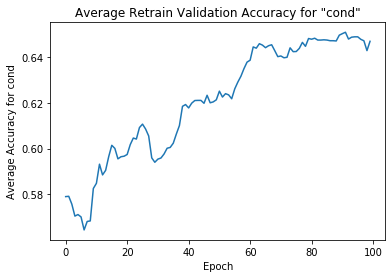 Average Retrain Validation Accuracy for "cond"
Average Accuracy for cond
0.64
0.62
0.60
0.58
0 20 40 60 80 100
Epoch